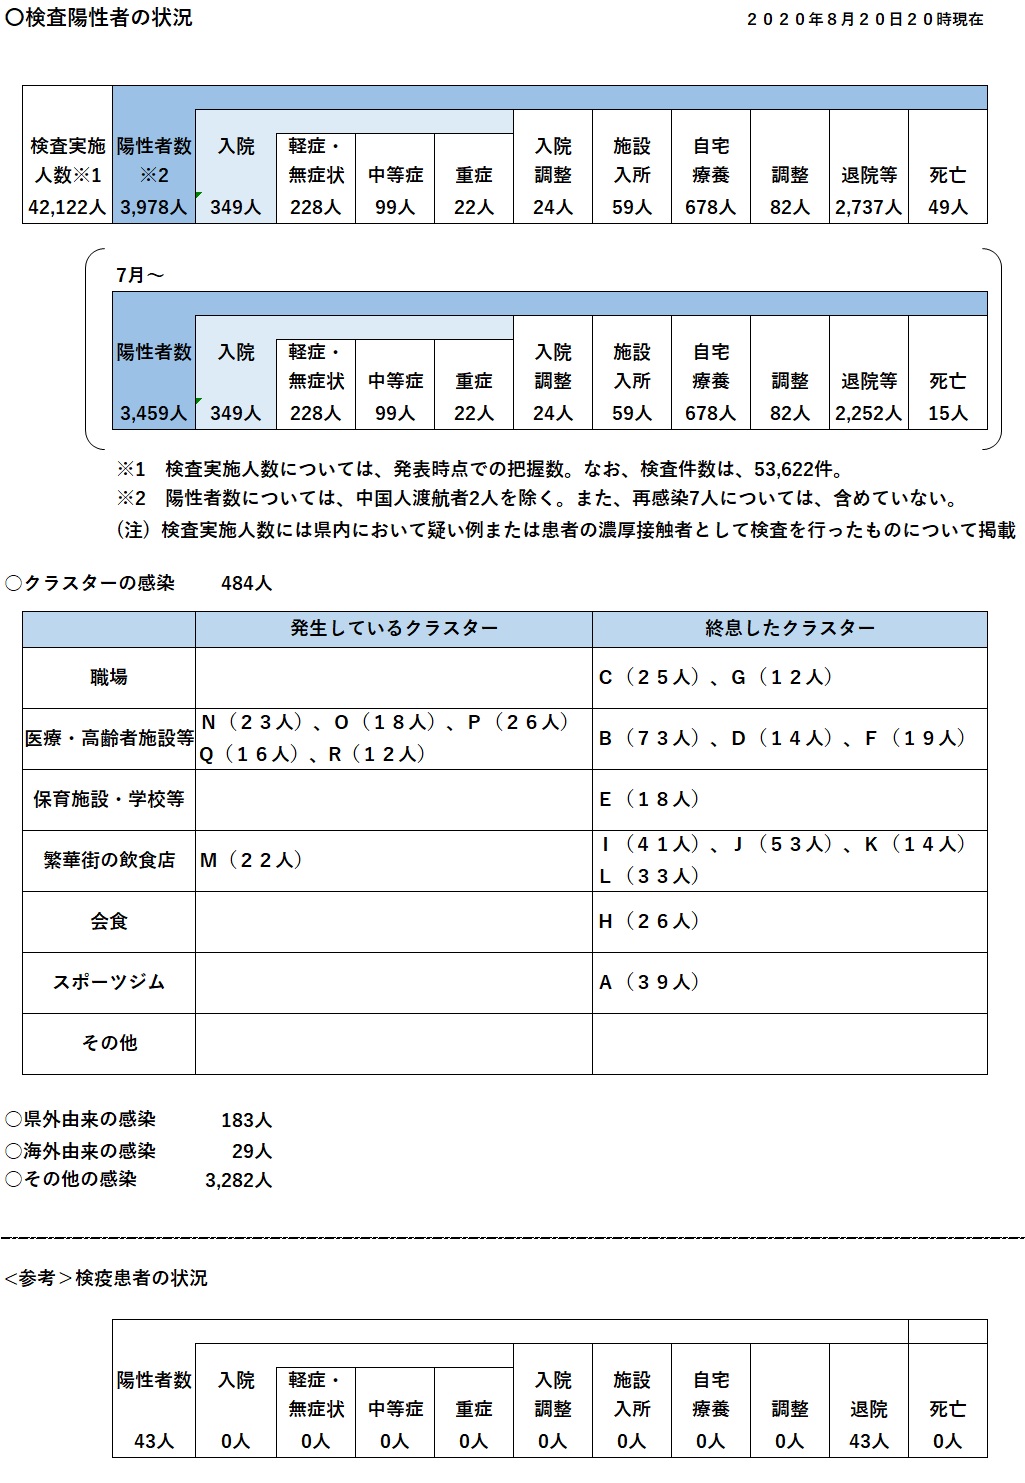 〇検査陽性者の状況
２０２０年８月２０日２０時現在
検査実施 陽性者数 入院 軽症・ 入院 施設 自宅
人数※1 ※2 無症状 中等症 重症 調整 入所 療養 調整 退院等 死亡
42,122人 3,978人 349人 228人 99人 22人 24人 59人 678人 82人 2,737人 49人
7月～
陽性者数 入院 軽症・ 入院 施設 自宅
無症状 中等症 重症 調整 入所 療養 調整 退院等 死亡
3,459人 349人 228人 99人 22人 24人 59人 678人 82人 2,252人 15人
※1　検査実施人数については、発表時点での把握数。なお、検査件数は、53,622件。
※2　陽性者数については、中国人渡航者2人を除く。また、再感染7人については、含めていない。
（注）検査実施人数には県内において疑い例または患者の濃厚接触者として検査を行ったものについて掲載
〇クラスターの感染 484人
発生しているクラスター 終息したクラスター
職場 Ｃ（２５人）、Ｇ（１２人）
医療・高齢者施設等 Ｎ（２３人）、Ｏ（１８人）、Ｐ（２６人）
Ｑ（１６人）、Ｒ（１２人） Ｂ（７３人）、Ｄ（１４人）、Ｆ（１９人）
保育施設・学校等 Ｅ（１８人）
繁華街の飲食店 Ｍ（２２人） Ｉ（４１人）、Ｊ（５３人）、Ｋ（１４人）
Ｌ（３３人）
会食 Ｈ（２６人）
スポーツジム Ａ（３９人）
その他
〇県外由来の感染 183人
〇海外由来の感染 29人
〇その他の感染 3,282人
＜参考＞検疫患者の状況
陽性者数 入院 軽症・ 入院 施設 自宅
無症状 中等症 重症 調整 入所 療養 調整 退院 死亡
43人 0人 0人 0人 0人 0人 0人 0人 0人 43人 0人